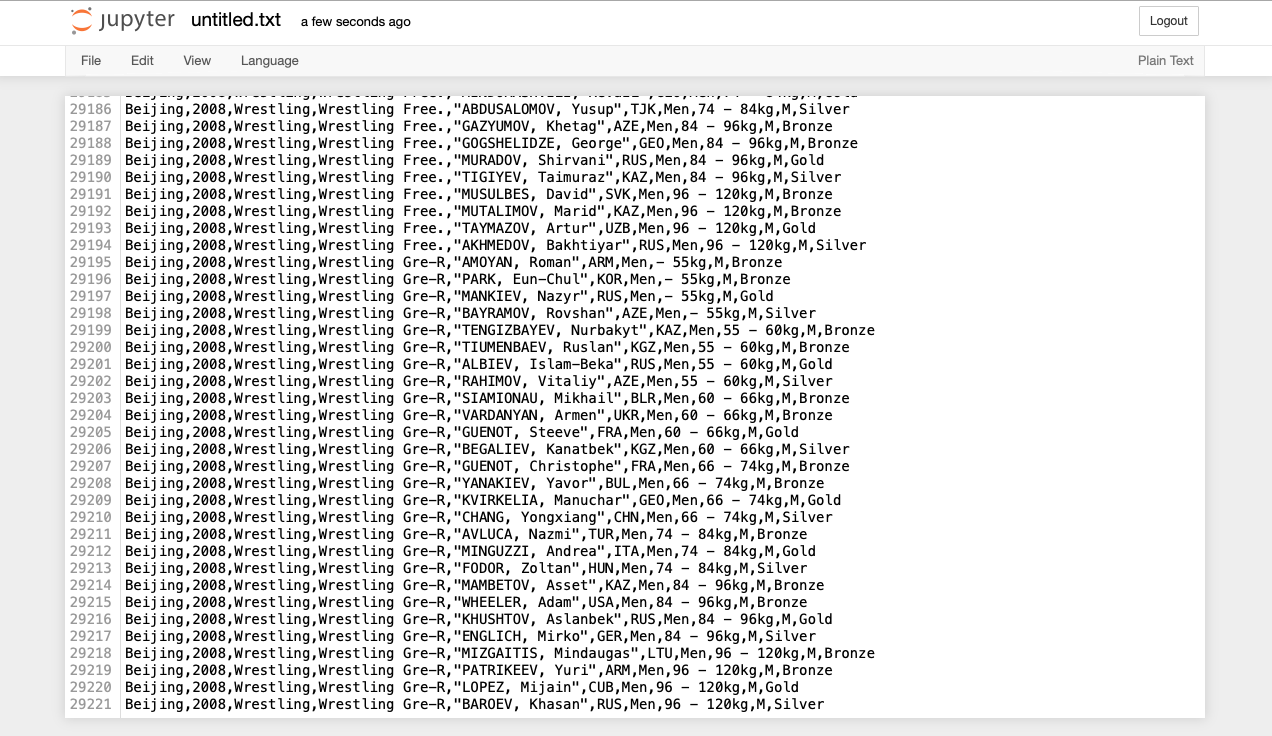 jupyter untitled.txt a few seconds ago Logout
File Edit View Language Plain Text
29186 Beijing,2008,Wrestling,Wrestling Free.,"ABDUSALOMOV, Yusup",TJK,Men,74 - 84kg,M,Silver
29187 Beijing,2008,Wrestling,Wrestling Free.,"GAZYUMOV, Khetag",AZE,Men,84 - 96kg,M,Bronze
29188 Beijing,2008,Wrestling,Wrestling Free.,"GOGSHELIDZE, George",GEO,Men,84 - 96kg,M,Bronze
29189 Beijing,2008,Wrestling,Wrestling Free.,"MURADOV, Shirvani",RUS,Men,84 - 96kg,M,Gold
29190 Beijing,2008,Wrestling,Wrestling Free.,"TIGIYEV, Taimuraz",KAZ,Men,84 - 96kg,M,Silver
29191 Beijing,2008,Wrestling,Wrestling Free.,"MUSULBES, David",SVK,Men,96 - 120kg,M,Bronze
29192 Beijing,2008,Wrestling,Wrestling Free.,"MUTALIMOV, Marid",KAZ,Men,96 - 120kg,M,Bronze
29193 Beijing,2008,Wrestling,Wrestling Free.,"TAYMAZOV, Artur",UZB,Men,96 - 120kg,M,Gold
29194 Beijing,2008,Wrestling,Wrestling Free.,"AKHMEDOV, Bakhtiyar",RUS,Men,96 - 120kg,M,Silver
29195 Beijing,2008,Wrestling,Wrestling Gre-R,"AMOYAN, Roman",ARM,Men,- 55kg,M,Bronze
29196 Beijing,2008,Wrestling,Wrestling Gre-R,"PARK, Eun-Chul",KOR,Men,- 55kg,M,Bronze
29197 Beijing,2008,Wrestling,Wrestling Gre-R,"MANKIEV, Nazyr",RUS,Men,- 55kg,M,Gold
29198 Beijing,2008,Wrestling,Wrestling Gre-R,"BAYRAMOV, Rovshan",AZE,Men,- 55kg,M,Silver
29199 Beijing,2008,Wrestling,Wrestling Gre-R,"TENGIZBAYEV, Nurbakyt",KAZ,Men,55 - 60kg,M,Bronze
29200 Beijing,2008,Wrestling,Wrestling Gre-R,"TIUMENBAEV, Ruslan",KGZ,Men,55 - 60kg,M,Bronze
29201 Beijing,2008,Wrestling,Wrestling Gre-R,"ALBIEV, Islam-Beka",RUS,Men,55 - 60kg,M,Gold
29202 Beijing,2008,Wrestling,Wrestling Gre-R,"RAHIMOV, Vitaliy",AZE,Men,55 - 60kg,M,Silver
29203 Beijing,2008,Wrestling,Wrestling Gre-R,"SIAMIONAU, Mikhail",BLR,Men,60 - 66kg,M,Bronze
29204 Beijing,2008,Wrestling,Wrestling Gre-R,"VARDANYAN, Armen",UKR,Men,60 - 66kg,M,Bronze
29205 Beijing,2008,Wrestling,Wrestling Gre-R,"GUENOT, Steeve",FRA,Men,60 - 66kg,M,Gold
29206 Beijing,2008,Wrestling,Wrestling Gre-R,"BEGALIEV, Kanatbek",KGZ,Men,60 - 66kg,M,Silver
29207 Beijing,2008,Wrestling,Wrestling Gre-R,"GUENOT, Christophe",FRA,Men,66 - 74kg,M,Bronze
29208 Beijing,2008,Wrestling,Wrestling Gre-R,"YANAKIEV, Yavor",BUL,Men,66 - 74kg,M,Bronze
29209 Beijing,2008,Wrestling,Wrestling Gre-R,"KVIRKELIA, Manuchar",GEO,Men,66 - 74kg,M,Gold
29210 Beijing,2008,Wrestling,Wrestling Gre-R,"CHANG, Yongxiang",CHN,Men,66 - 74kg,M,Silver
29211 Beijing,2008,Wrestling,Wrestling Gre-R,"AVLUCA, Nazmi",TUR,Men,74 - 84kg,M,Bronze
29212 Beijing,2008,Wrestling,Wrestling Gre-R,"MINGUZZI, Andrea",ITA,Men,74 - 84kg,M,Gold
29213 Beijing,2008,Wrestling,Wrestling Gre-R,"FODOR, Zoltan",HUN,Men,74 - 84kg,M,Silver
29214 Beijing,2008,Wrestling,Wrestling Gre-R,"MAMBETOV, Asset",KAZ,Men,84 - 96kg,M,Bronze
29215 Beijing,2008,Wrestling,Wrestling Gre-R,"WHEELER, Adam",USA,Men,84 - 96kg,M,Bronze
29216 Beijing,2008,Wrestling,Wrestling Gre-R,"KHUSHTOV, Aslanbek",RUS,Men,84 - 96kg,M,Gold
29217 Beijing,2008,Wrestling,Wrestling Gre-R,"ENGLICH, Mirko",GER,Men,84 - 96kg,M,Silver
29218 Beijing,2008,Wrestling,Wrestling Gre-R,"MIZGAITIS, Mindaugas",LTU,Men,96 - 120kg,M,Bronze
29219 Beijing,2008,Wrestling,Wrestling Gre-R,"PATRIKEEV, Yuri",ARM,Men,96 - 120kg,M,Bronze
29220 Beijing,2008,Wrestling,Wrestling Gre-R,"LOPEZ, Mijain",CUB,Men,96 - 120kg,M,Gold
29221 Beijing,2008,Wrestling,Wrestling Gre-R,"BAROEV, Khasan",RUS,Men,96 - 120kg,M,Silver